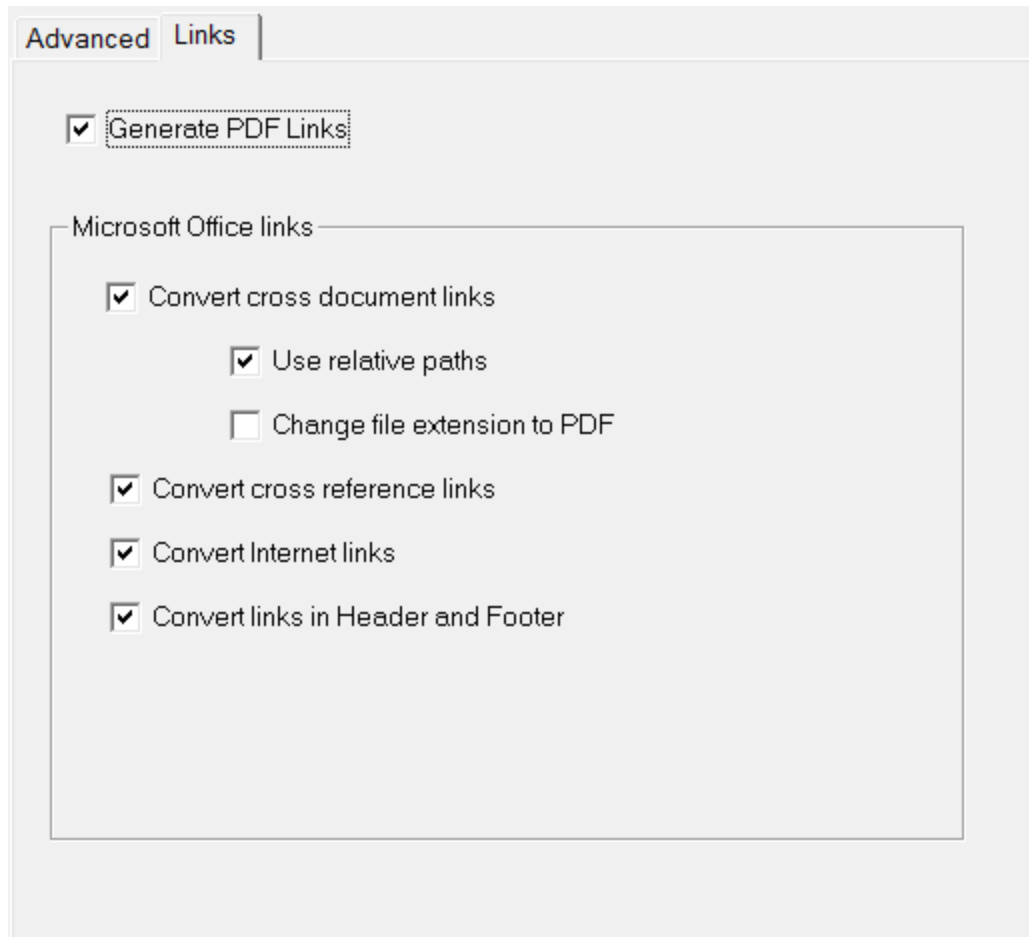 Advanced Links
Generate PDF Links
Microsoft Office links
Convert cross document links
Use relative paths
Change file extension to PDF
Convert cross reference links
Convert Internet links
Convert links in Header and Footer